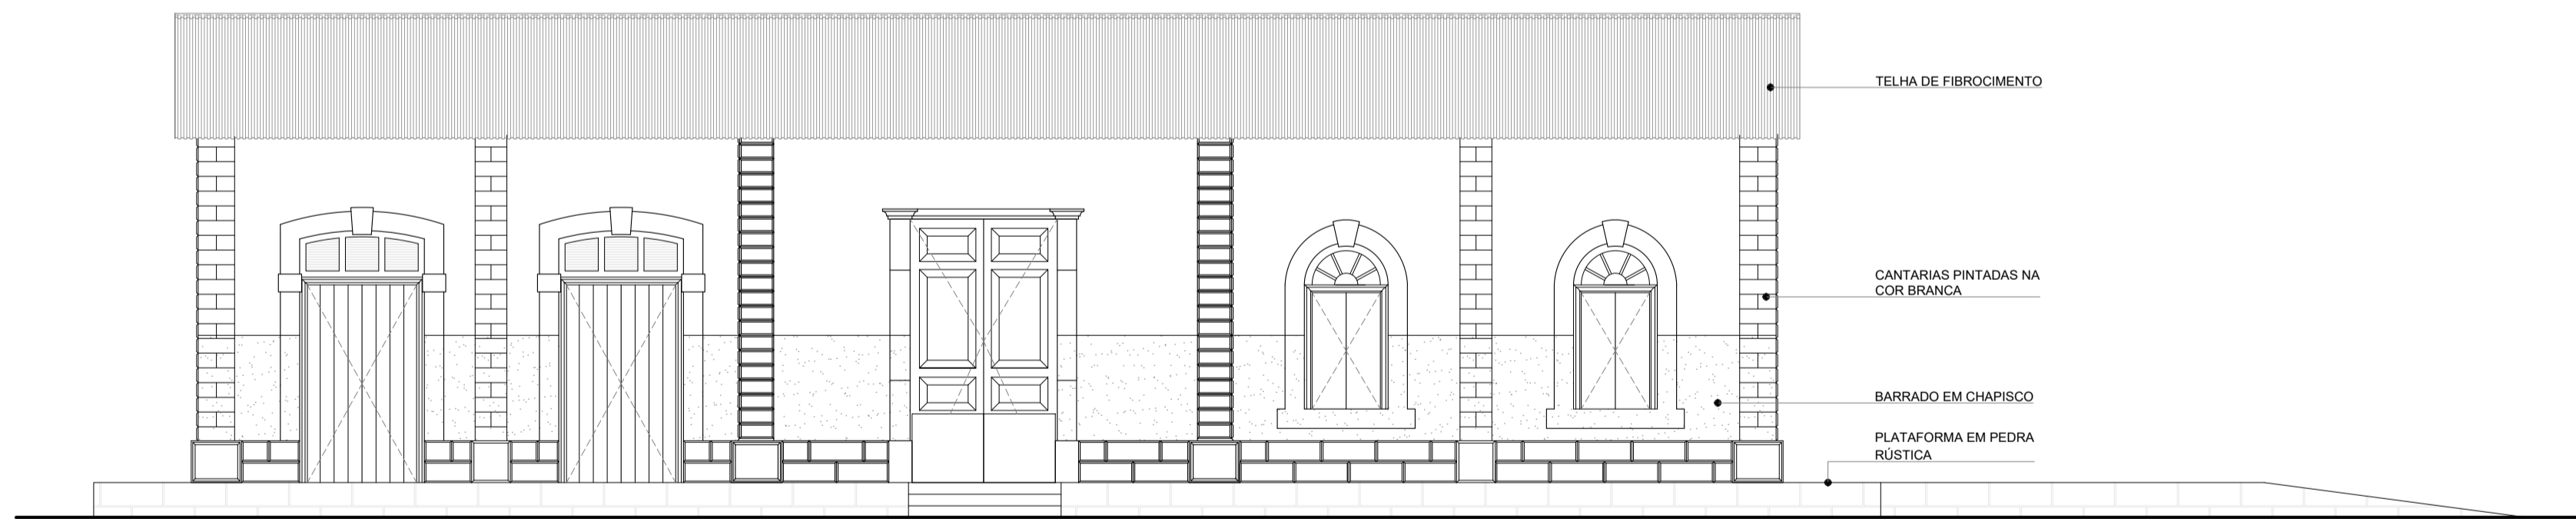 TELHA DE FIBROCIMENTO
CANTARIAS PINTADAS NA
COR BRANCA
BARRADO EM CHAPISCO
PLATAFORMA EM PEDRA
RÚSTICA